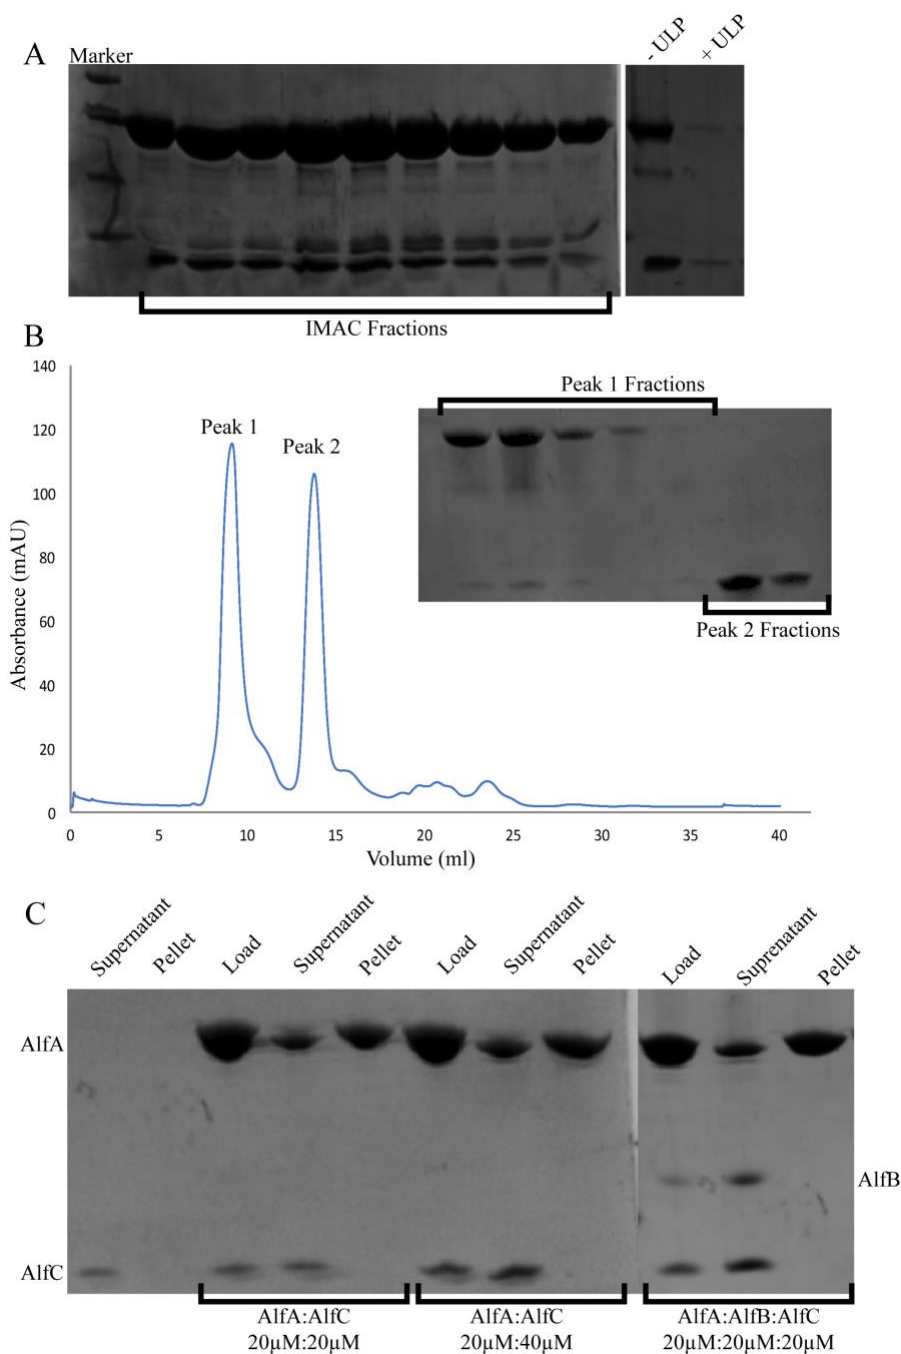 A
Marker
- ULP
+ ULP
IMAC Fractions
B
140
120
100
80
60
40
20
0
Absorbance (mAU)
Peak 1
Peak 2
Peak 1 Fractions
Peak 2 Fractions
0 5 10 15 20 25 30 35 40
Volume (ml)
C
Supernatant
Pellet
Load
Supernatant
Pellet
Load
Supernatant
Pellet
Load
Suprenatant
Pellet
AlfA
AlfB
AlfC
AlfA:AlfC
20µM:20µM
AlfA:AlfC
20µM:40µM
AlfA:AlfB:AlfC
20µM:20µM:20µM